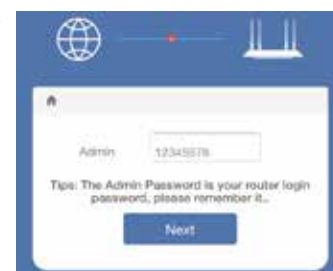 Admin 12345678
Tips: The Admin Password is your router login
password, please remember it...
Next